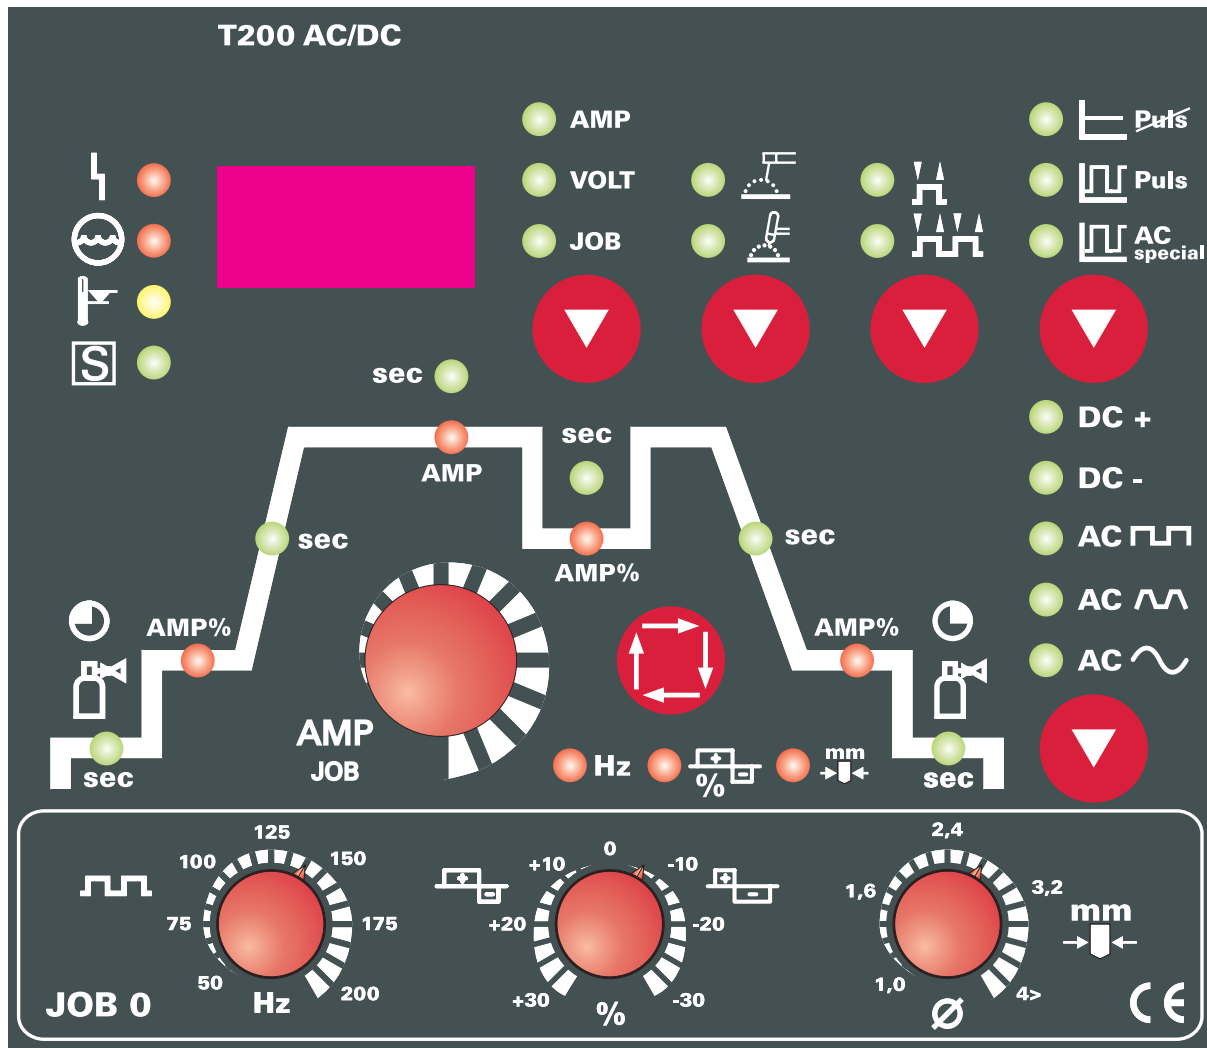 T200 AC/DC
AMP
VOLT
JOB
Puls
Puls
AC
special
S
sec
AMP
sec
AMP%
sec
sec
AMP%
AMP%
sec
sec
DC +
DC -
AC
AC
AC
AMP
JOB
Hz
%
mm
125
100
150
75
175
50
200
Hz
JOB 0
0
+10
-10
+20
-20
+30
-30
%
2,4
1,6
3,2
1,0
4>
Ø
mm
CE